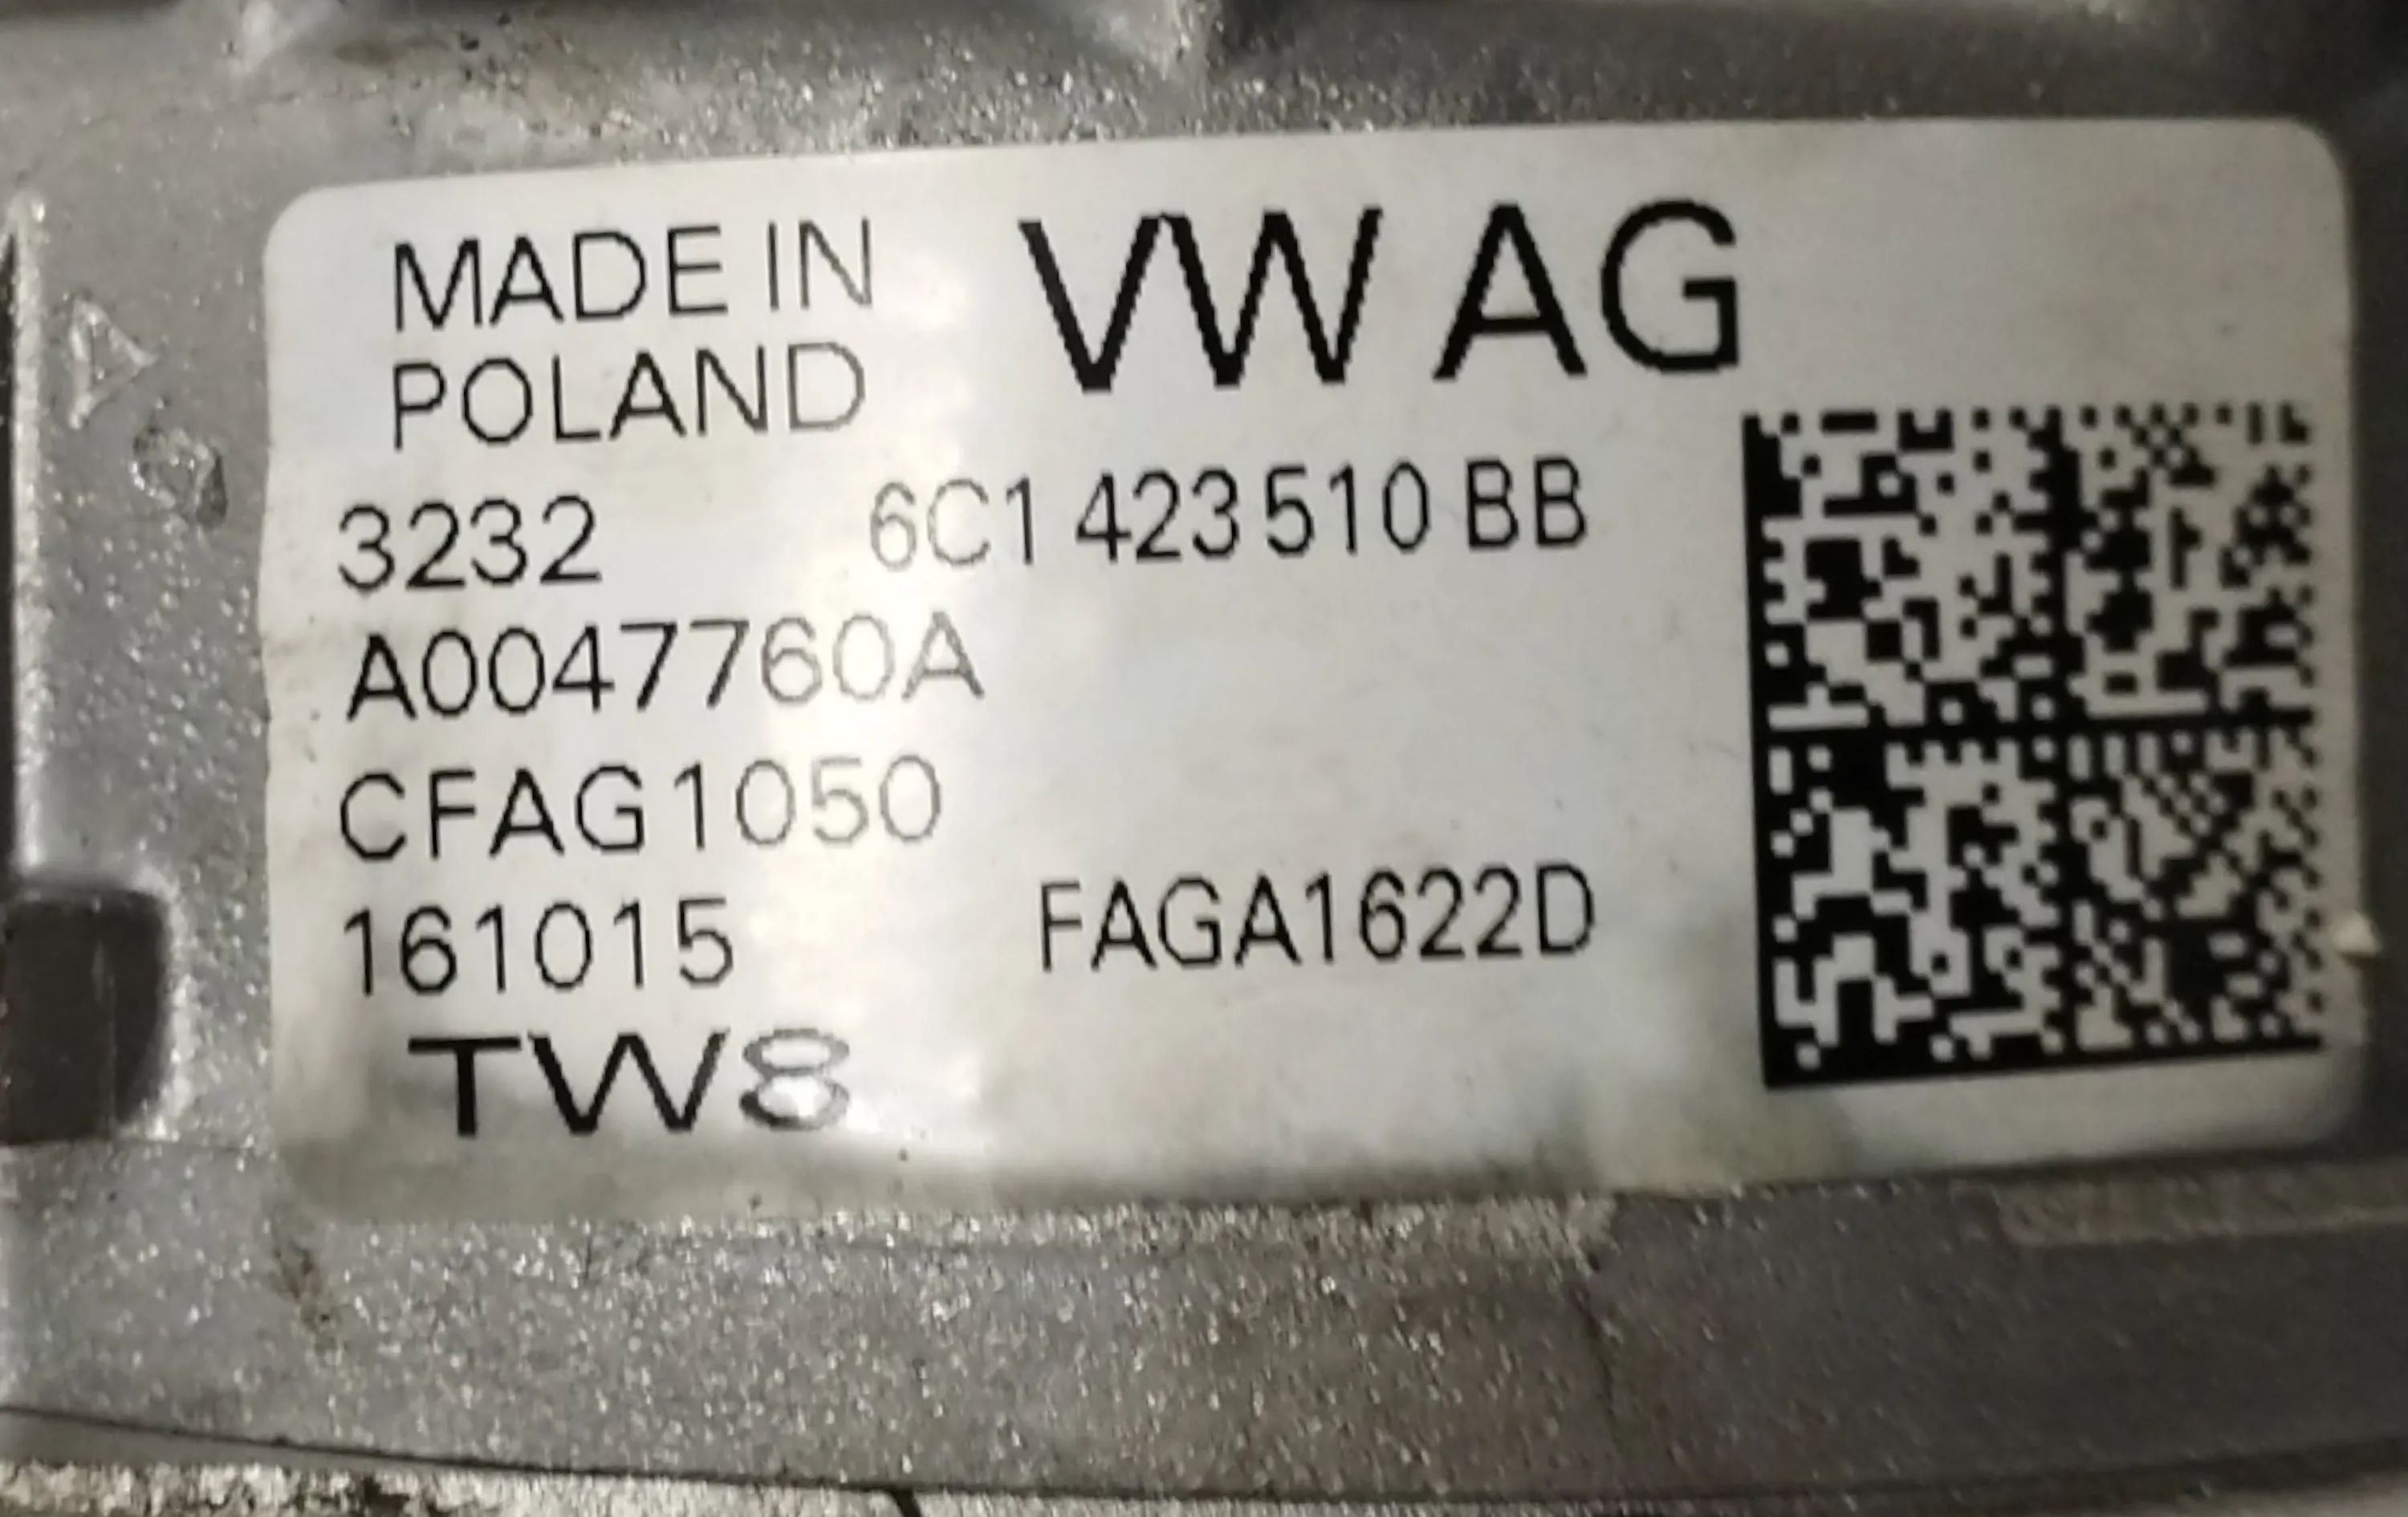 MADE IN
POLAND
VW AG
3232 6C1 423 510 BB
A0047760A
CFAG1050
161015 FAGA1622D
TW8